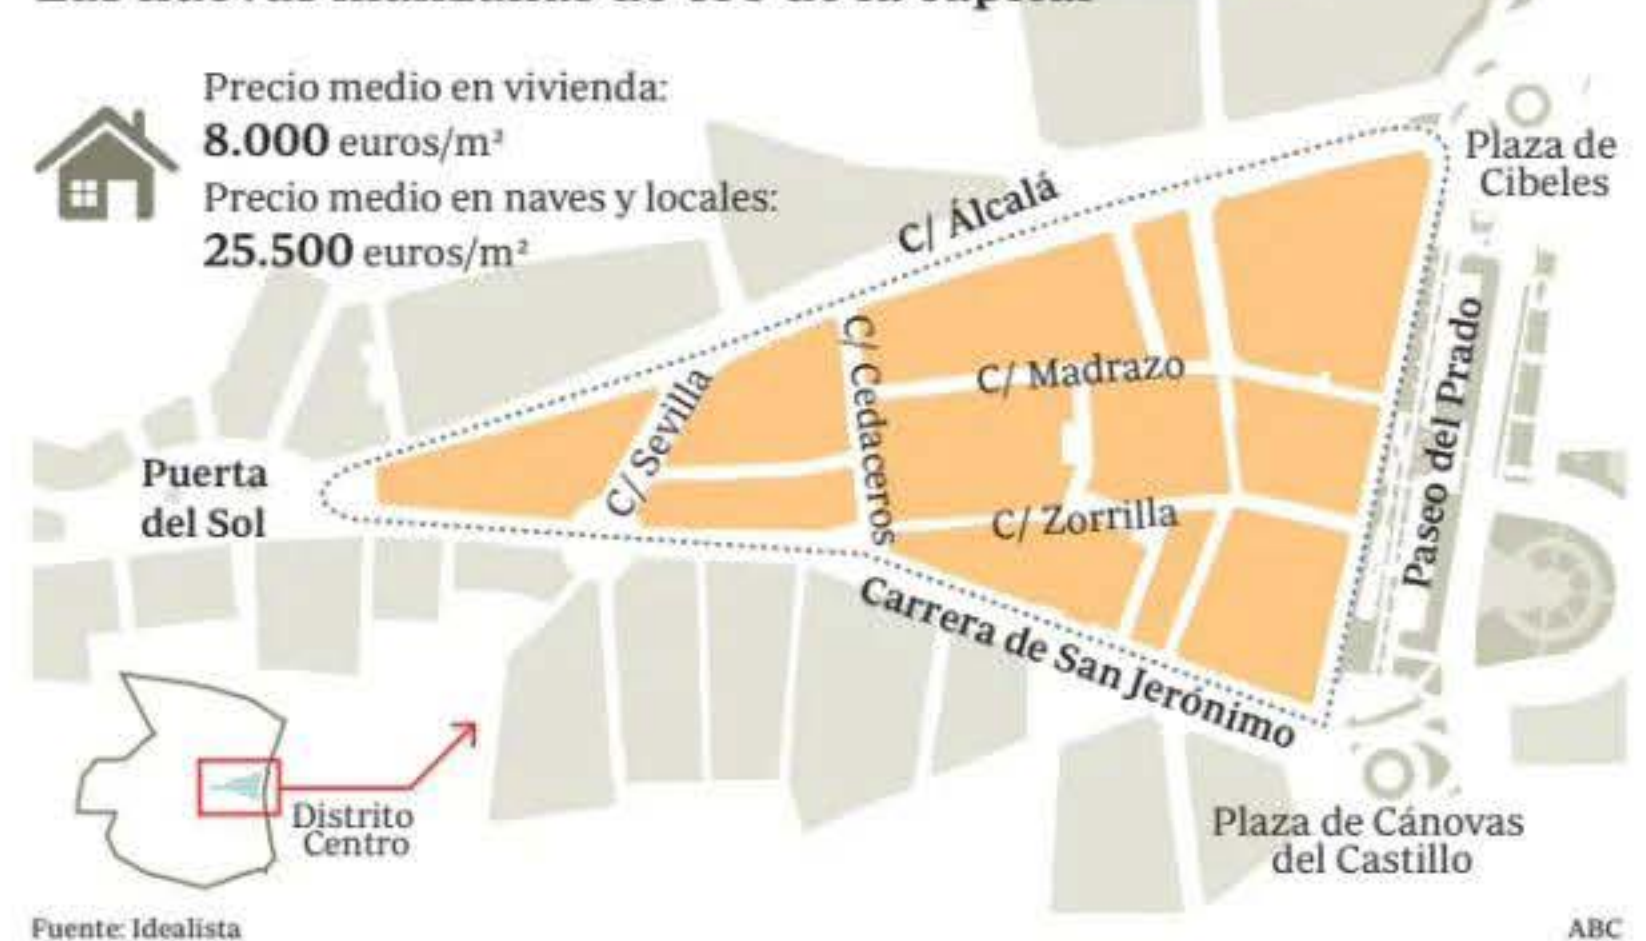 Precio medio en vivienda:
8.000 euros/m²
Precio medio en naves y locales:
25.500 euros/m²
Plaza de
Cibeles
C/ Álcalá
C/ Cedaceros
C/ Madrazo
C/ Sevilla
Paseo del Prado
Puerta
del Sol
C/ Zorrilla
Carrera de San Jerónimo
Distrito
Centro
Plaza de Cánovas
del Castillo
Fuente: Idealista
ABC